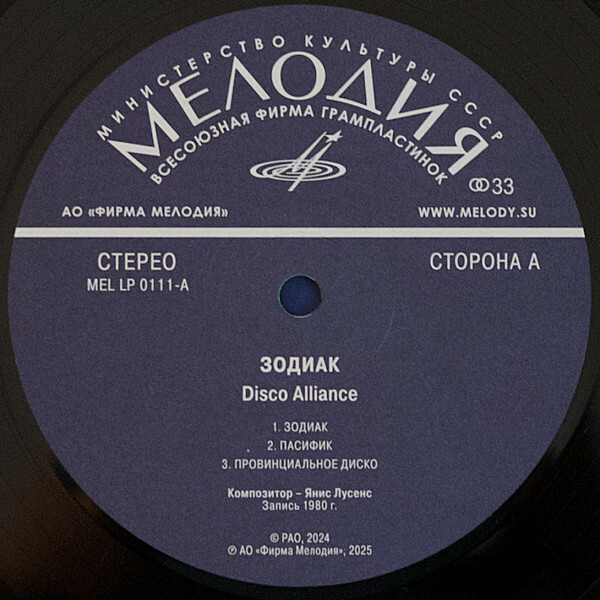 МИНИСТЕРСТВО КУЛЬТУРЫ СССР
МЕЛОДИЯ
ВСЕСОЮЗНАЯ ФИРМА ГРАМПЛАСТИНОК
33
АО «ФИРМА МЕЛОДИЯ»
WWW.MELODY.SU
СТЕРЕО
СТОРОНА А
MEL LP 0111-A
ЗОДИАК
Disco Alliance
1. ЗОДИАК
2. ПАСИФИК
3. ПРОВИНЦИАЛЬНОЕ ДИСКО
Композитор – Янис Лусенс
Запись 1980 г.
© РАО, 2024
℗ АО «Фирма Мелодия», 2025